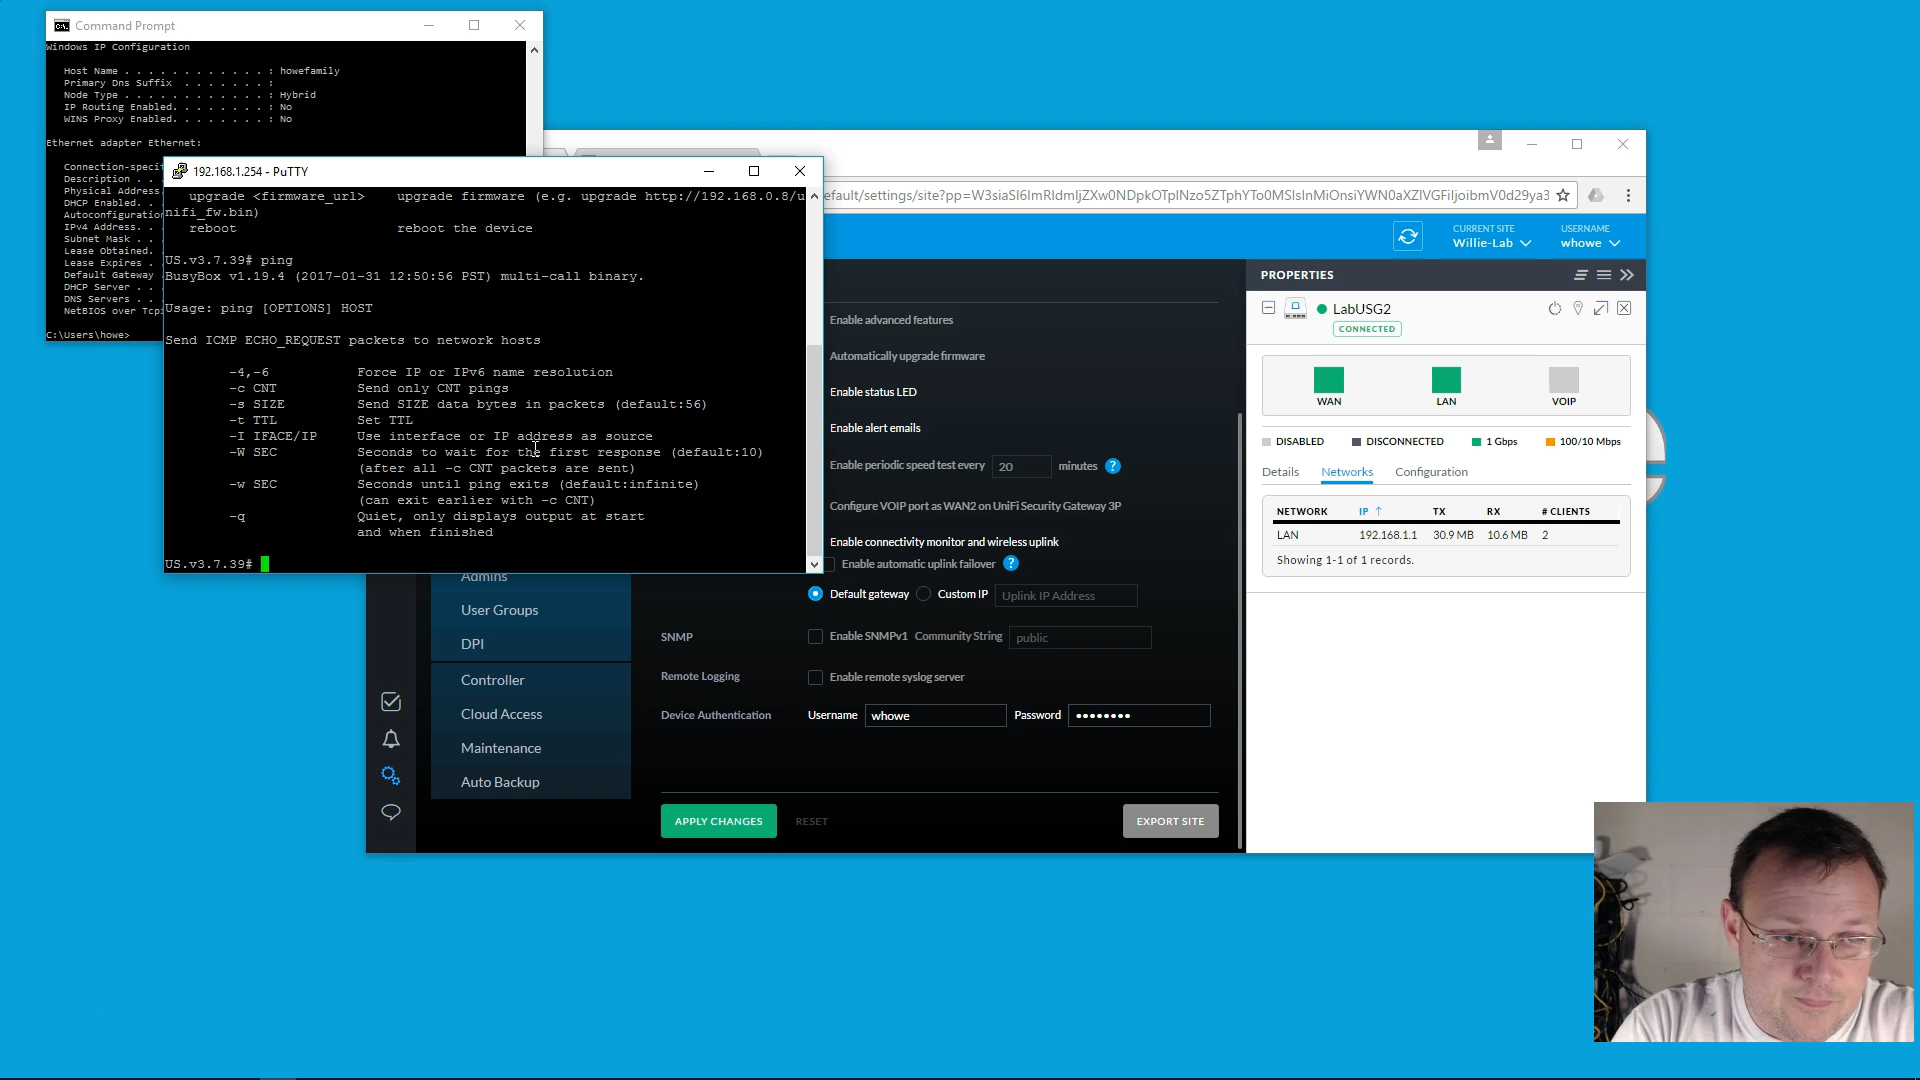 Command Prompt
Windows IP Configuration
Host Name . . . . . . . . . . . . : howefamily
Primary Dns Suffix  . . . . . . . :
Node Type . . . . . . . . . . . . : Hybrid
IP Routing Enabled. . . . . . . . : No
WINS Proxy Enabled. . . . . . . . : No
Ethernet adapter Ethernet:
Connection-speci
Description . .
Physical Address
DHCP Enabled. .
Autoconfiguration
IPv4 Address. .
Subnet Mask . .
Lease Obtained.
Lease Expires .
Default Gateway
DHCP Server . .
DNS Servers . .
NetBIOS over Tcpi
C:\Users\howe>
192.168.1.254 - PuTTY
upgrade <firmware_url>    upgrade firmware (e.g. upgrade http://192.168.0.8/u
nifi_fw.bin)
reboot                    reboot the device
US.v3.7.39# ping
BusyBox v1.19.4 (2017-01-31 12:50:56 PST) multi-call binary.
Usage: ping [OPTIONS] HOST
Send ICMP ECHO_REQUEST packets to network hosts
-4,-6           Force IP or IPv6 name resolution
-c CNT          Send only CNT pings
-s SIZE         Send SIZE data bytes in packets (default:56)
-t TTL          Set TTL
-I IFACE/IP     Use interface or IP address as source
-W SEC          Seconds to wait for the first response (default:10)
(after all -c CNT packets are sent)
-w SEC          Seconds until ping exits (default:infinite)
(can exit earlier with -c CNT)
-q              Quiet, only displays output at start
and when finished
US.v3.7.39#
efault/settings/site?pp=
CURRENT SITE
Willie-Lab
USERNAME
whowe
Enable advanced features
Automatically upgrade firmware
Enable status LED
Enable alert emails
Enable periodic speed test every 20 minutes ?
Configure VOIP port as WAN2 on UniFi Security Gateway 3P
Enable connectivity monitor and wireless uplink
Enable automatic uplink failover ?
Default gateway Custom IP Uplink IP Address
SNMP Enable SNMPv1 Community String public
Remote Logging Enable remote syslog server
Device Authentication Username whowe Password ••••••••
APPLY CHANGES RESET EXPORT SITE
Admins
User Groups
DPI
Controller
Cloud Access
Maintenance
Auto Backup
PROPERTIES
LabUSG2
CONNECTED
WAN LAN VOIP
DISABLED DISCONNECTED 1 Gbps 100/10 Mbps
Details Networks Configuration
NETWORK IP ↑ TX RX # CLIENTS
LAN 192.168.1.1 30.9 MB 10.6 MB 2
Showing 1-1 of 1 records.